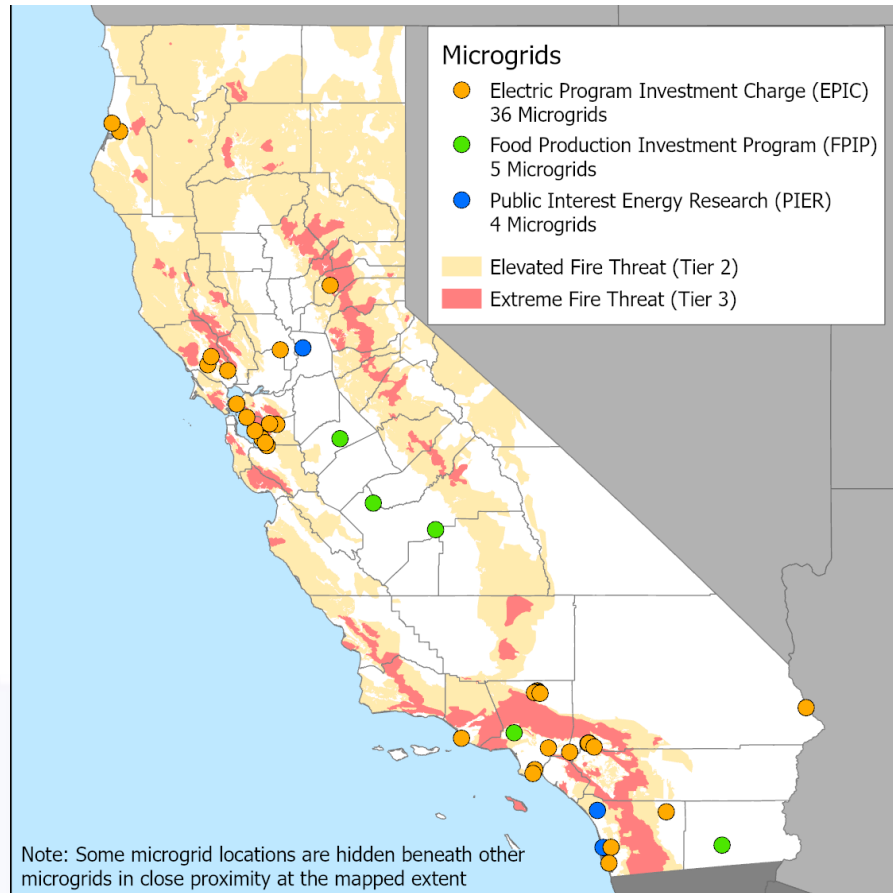 Microgrids
Electric Program Investment Charge (EPIC)
36 Microgrids
Food Production Investment Program (FPIP)
5 Microgrids
Public Interest Energy Research (PIER)
4 Microgrids
Elevated Fire Threat (Tier 2)
Extreme Fire Threat (Tier 3)
Note: Some microgrid locations are hidden beneath other
microgrids in close proximity at the mapped extent